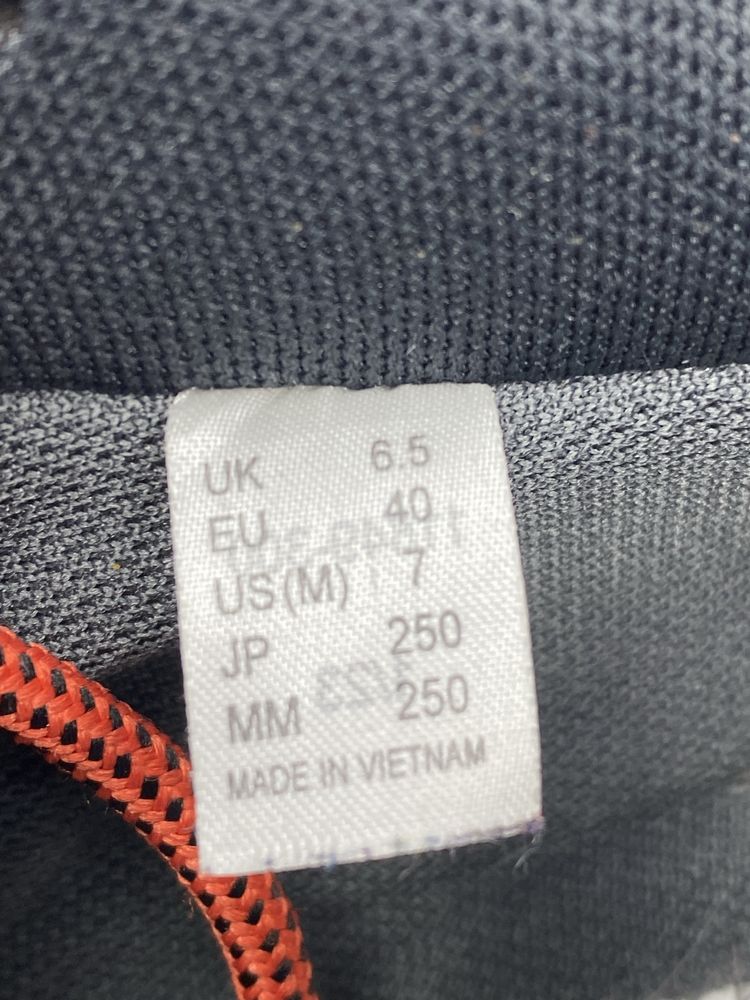 UK 6.5
EU 40
US(M) 7
JP 250
MM 250
MADE IN VIETNAM